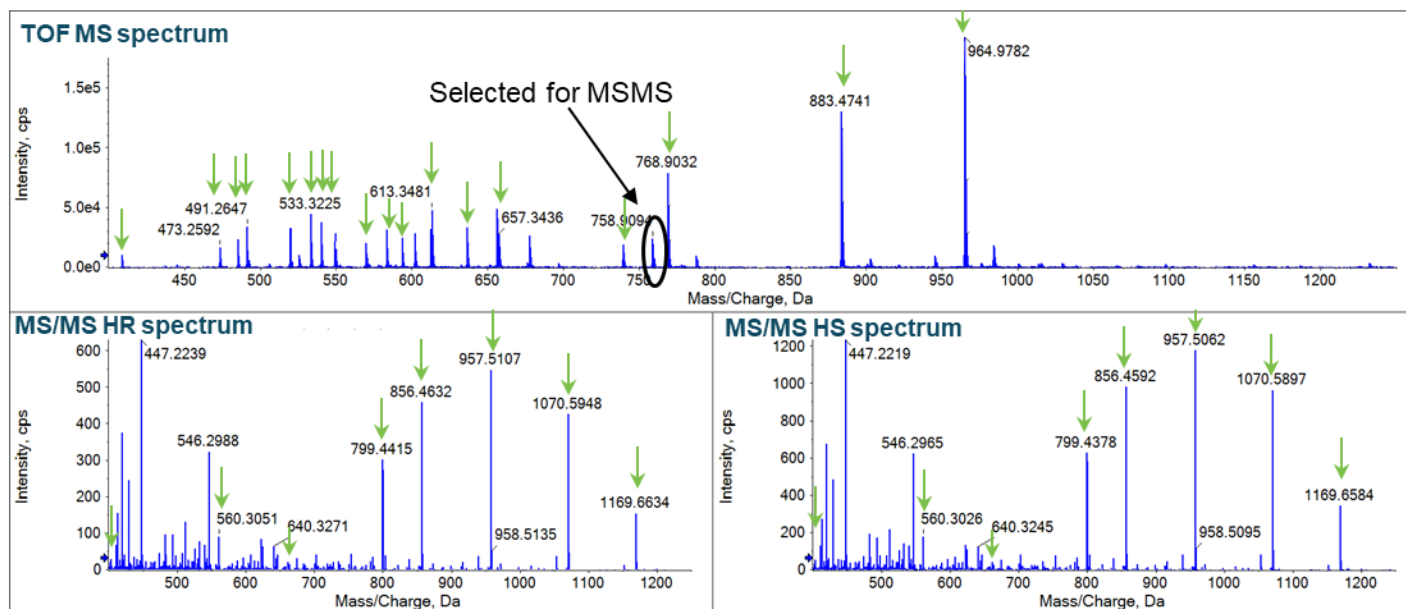 TOF MS spectrum
964.9782
Selected for MSMS
883.4741
768.9032
613.3481
491.2647
533.3225
473.2592
657.3436
758.9094
Intensity, cps
1.5e5
1.0e5
5.0e4
0.0e0
450 500 550 600 650 700 750 800 850 900 950 1000 1050 1100 1150 1200
Mass/Charge, Da
MS/MS HR spectrum
447.2239
957.5107
856.4632
1070.5948
799.4415
546.2988
1169.6634
560.3051
640.3271
958.5135
Intensity, cps
600
500
400
300
200
100
0
500 600 700 800 900 1000 1100 1200
Mass/Charge, Da
MS/MS HS spectrum
447.2219
957.5062
856.4592
1070.5897
799.4378
546.2965
1169.6584
560.3026
640.3245
958.5095
Intensity, cps
1200
1000
800
600
400
200
0
500 600 700 800 900 1000 1100 1200
Mass/Charge, Da